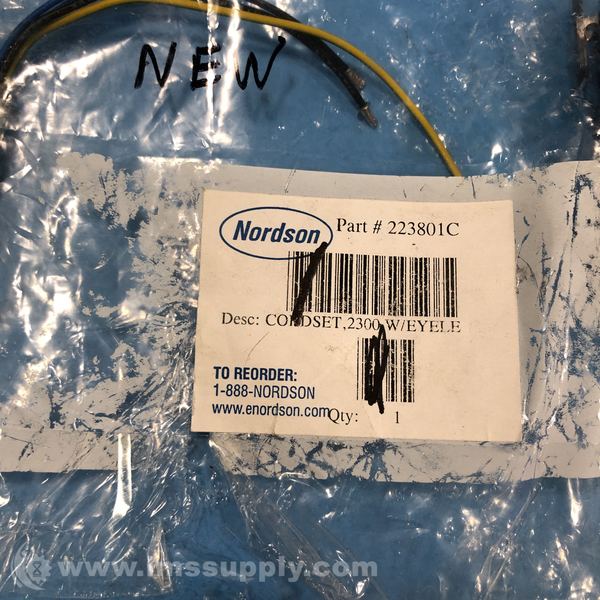 NEW
Nordson
Part # 223801C
Desc: CORDSET,2300 W/EYELE
TO REORDER:
1-888-NORDSON
www.enordson.com
Qty: 1
www.imssupply.com